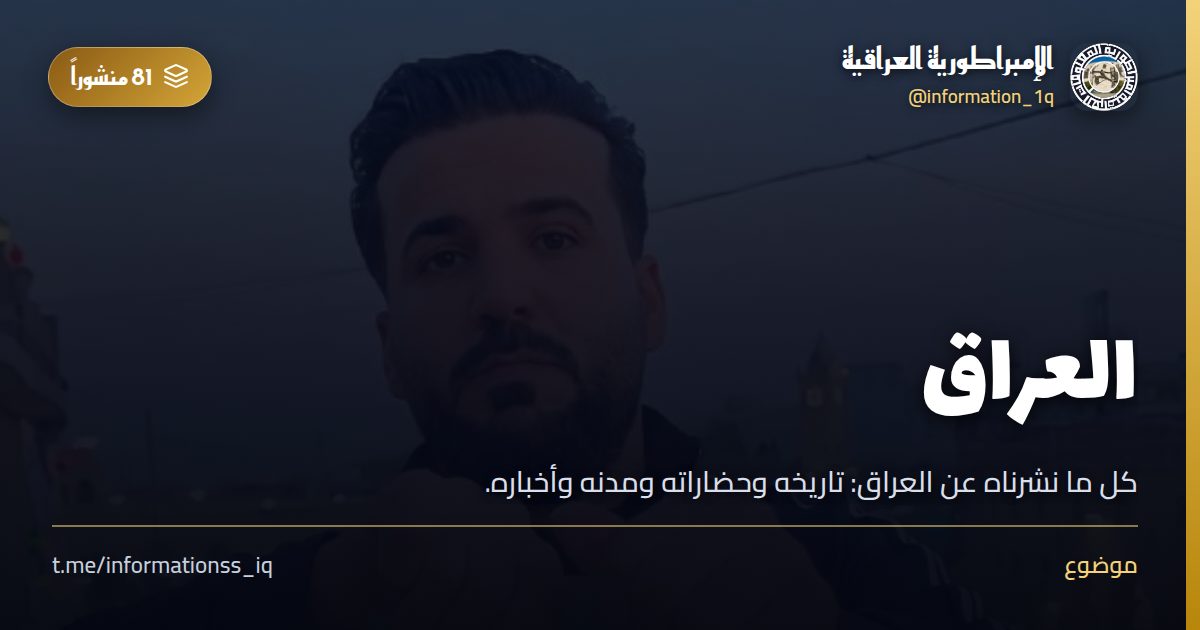 الإمبراطورية العراقية
@information_1q
81 منشوراً
العراق
كل ما نشرناه عن العراق: تاريخه وحضاراته ومدنه وأخباره.
موضوع
t.me/informationss_iq